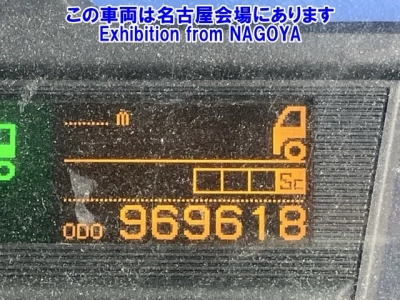 この車両は名古屋会場にあります
Exhibition from NAGOYA
........ m
Sc
ODO 969618